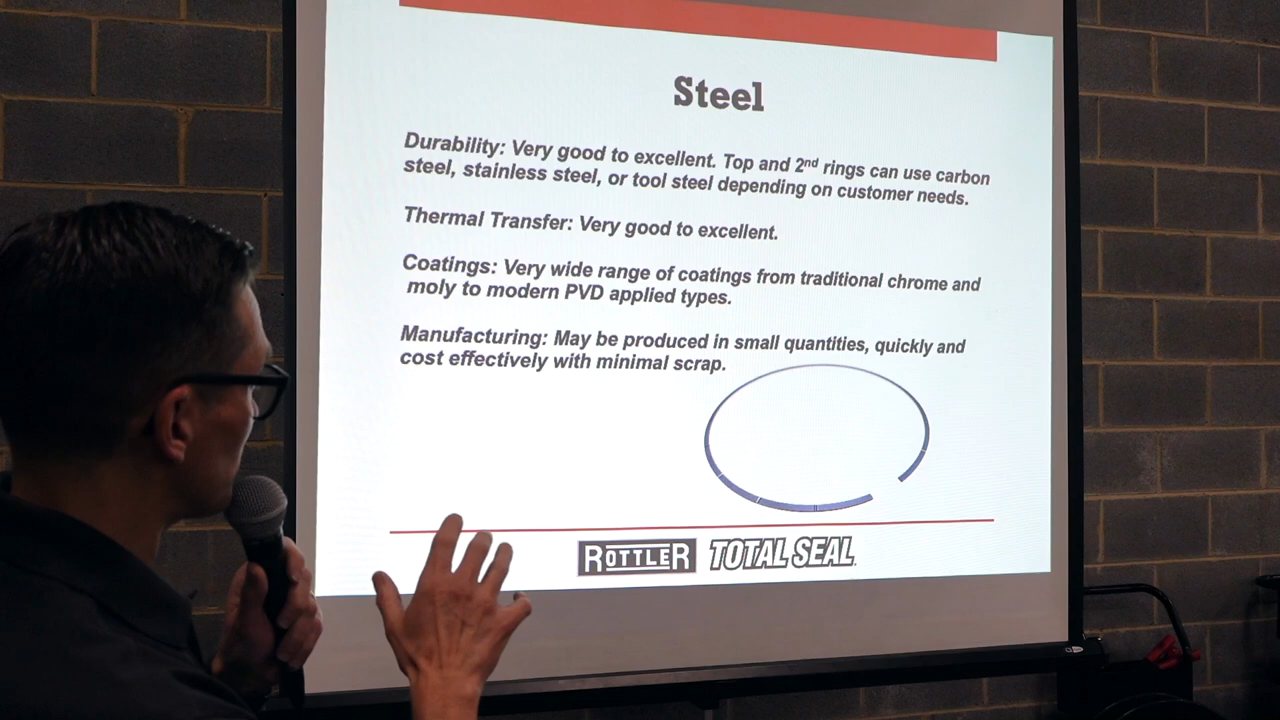 Steel
Durability: Very good to excellent. Top and 2nd rings can use carbon
steel, stainless steel, or tool steel depending on customer needs.
Thermal Transfer: Very good to excellent.
Coatings: Very wide range of coatings from traditional chrome and
moly to modern PVD applied types.
Manufacturing: May be produced in small quantities, quickly and
cost effectively with minimal scrap.
ROTTLER TOTAL SEAL